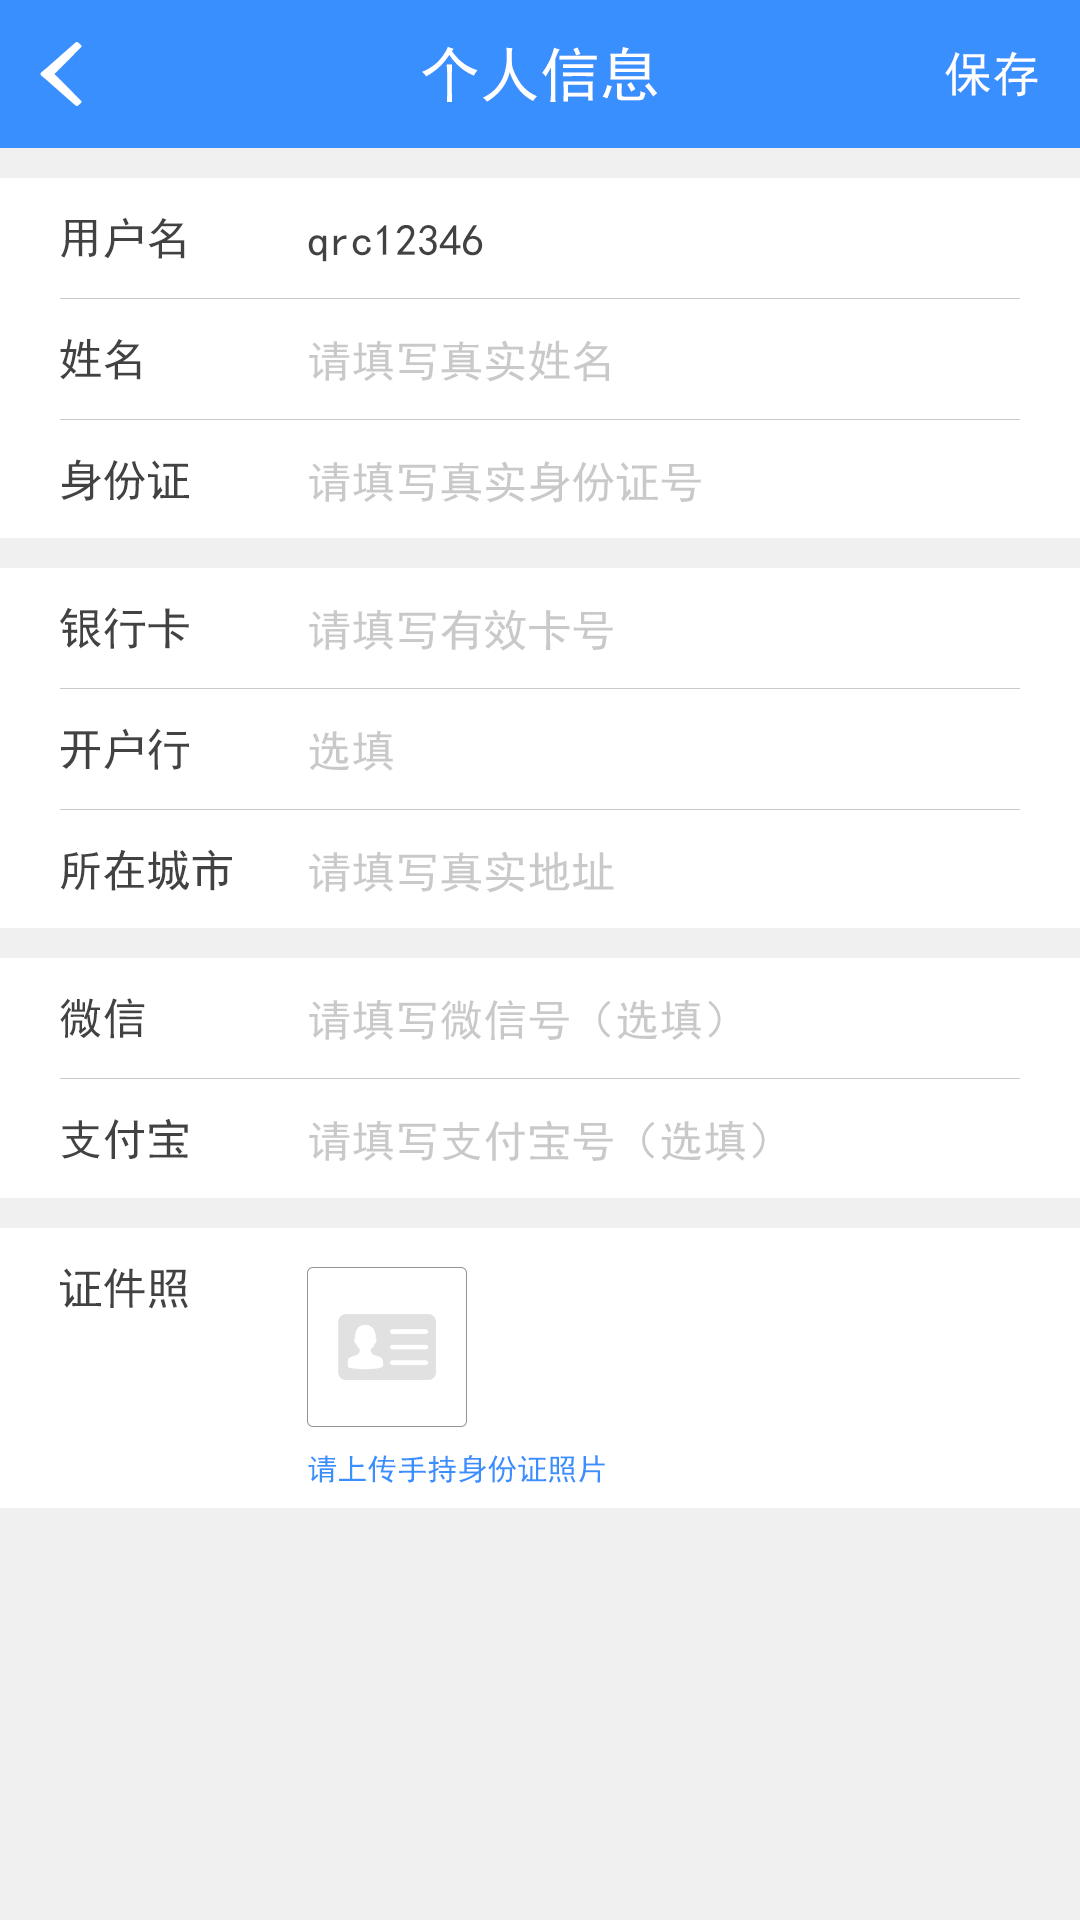 个人信息 保存
用户名 qrc12346
姓名 请填写真实姓名
身份证 请填写真实身份证号
银行卡 请填写有效卡号
开户行 选填
所在城市 请填写真实地址
微信 请填写微信号（选填）
支付宝 请填写支付宝号（选填）
证件照
请上传手持身份证照片